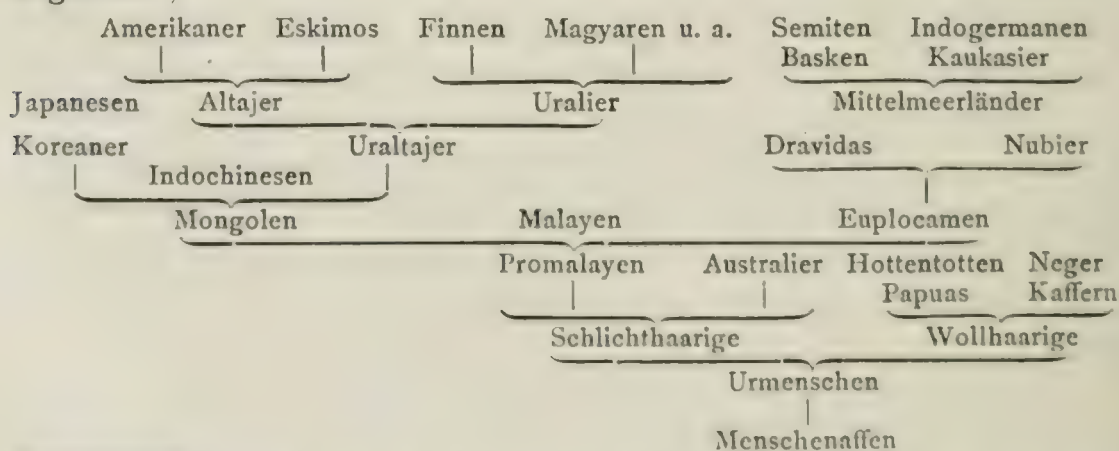 Amerikaner Eskimos Finnen Magyaren u. a. Semiten Indogermanen
Basken Kaukasier
Japanesen Altajer Uralier Mittelmeerländer
Koreaner Uraltajer Dravidas Nubier
Indochinesen
Mongolen Malayen Euplocamen
Promalayen Australier Hottentotten Neger
Papuas Kaffern
Schlichthaarige Wollhaarige
Urmenschen
Menschenaffen